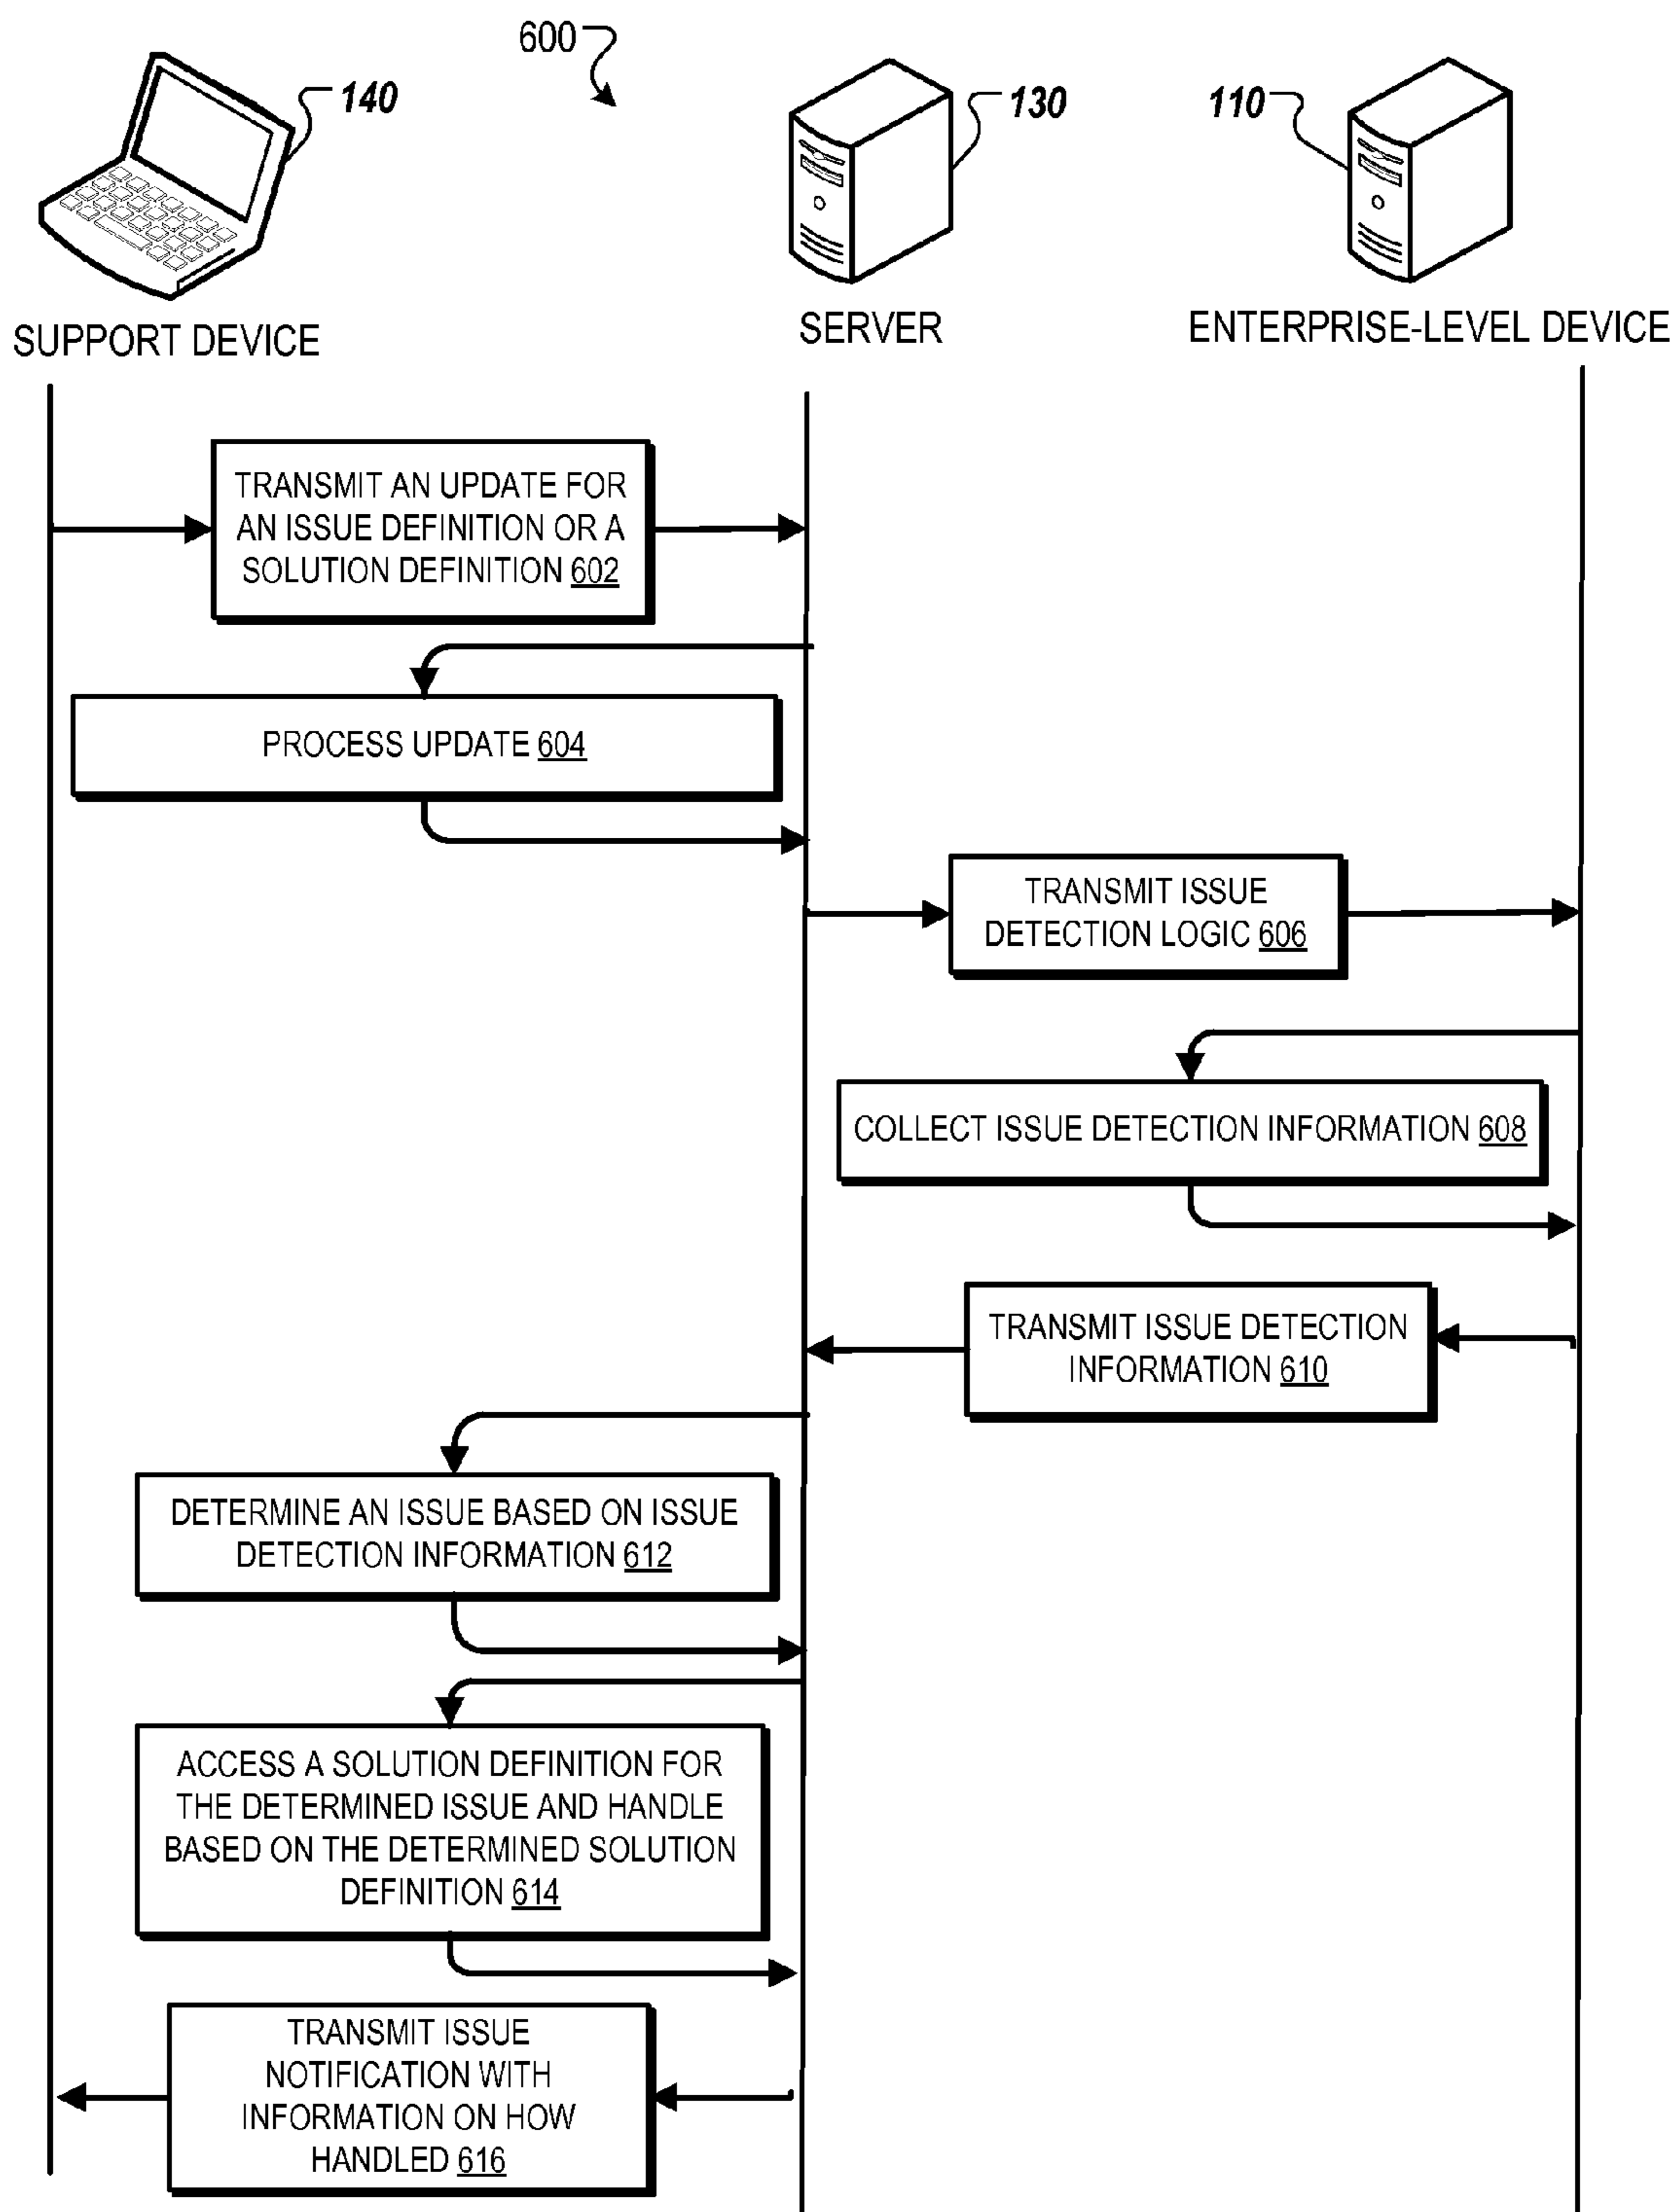 600
140
130
110
SUPPORT DEVICE
SERVER
ENTERPRISE-LEVEL DEVICE
TRANSMIT AN UPDATE FOR
AN ISSUE DEFINITION OR A
SOLUTION DEFINITION 602
PROCESS UPDATE 604
TRANSMIT ISSUE
DETECTION LOGIC 606
COLLECT ISSUE DETECTION INFORMATION 608
TRANSMIT ISSUE DETECTION
INFORMATION 610
DETERMINE AN ISSUE BASED ON ISSUE
DETECTION INFORMATION 612
ACCESS A SOLUTION DEFINITION FOR
THE DETERMINED ISSUE AND HANDLE
BASED ON THE DETERMINED SOLUTION
DEFINITION 614
TRANSMIT ISSUE
NOTIFICATION WITH
INFORMATION ON HOW
HANDLED 616